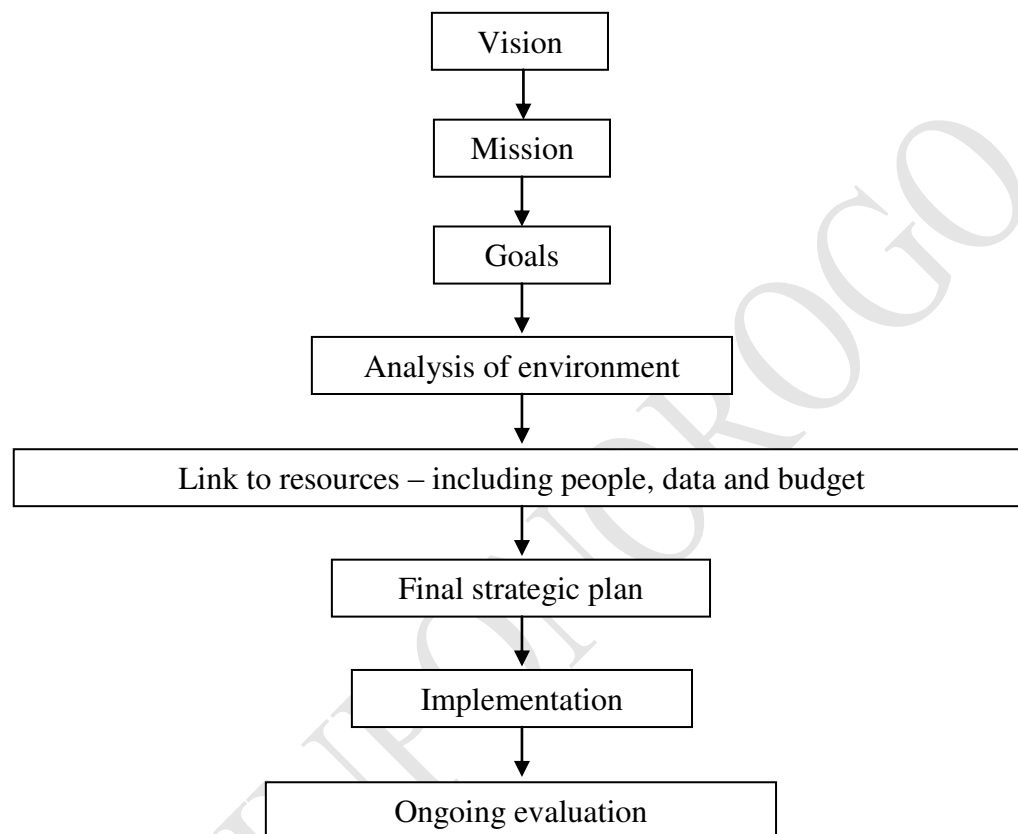 Vision
Mission
Goals
Analysis of environment
Link to resources – including people, data and budget
Final strategic plan
Implementation
Ongoing evaluation
PONOROGO